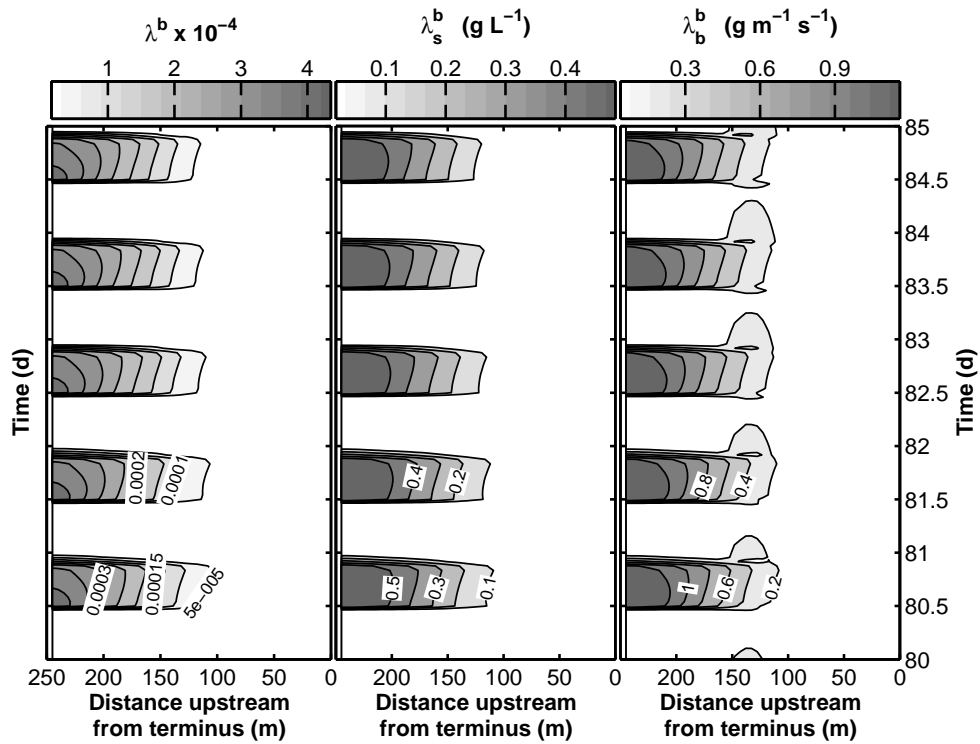 λ^b x 10^−4
λ_s^b (g L^−1)
λ_b^b (g m^−1 s^−1)
1 2 3 4
0.1 0.2 0.3 0.4
0.3 0.6 0.9
Time (d)
0.0002
0.0001
0.0003
0.00015
5e−005
0.4
0.2
0.5
0.3
0.1
0.8
0.4
1
0.6
0.2
85
84.5
84
83.5
83
82.5
82
81.5
81
80.5
80
Time (d)
250 200 150 100 50 0
200 150 100 50 0
200 150 100 50 0
Distance upstream
from terminus (m)
Distance upstream
from terminus (m)
Distance upstream
from terminus (m)